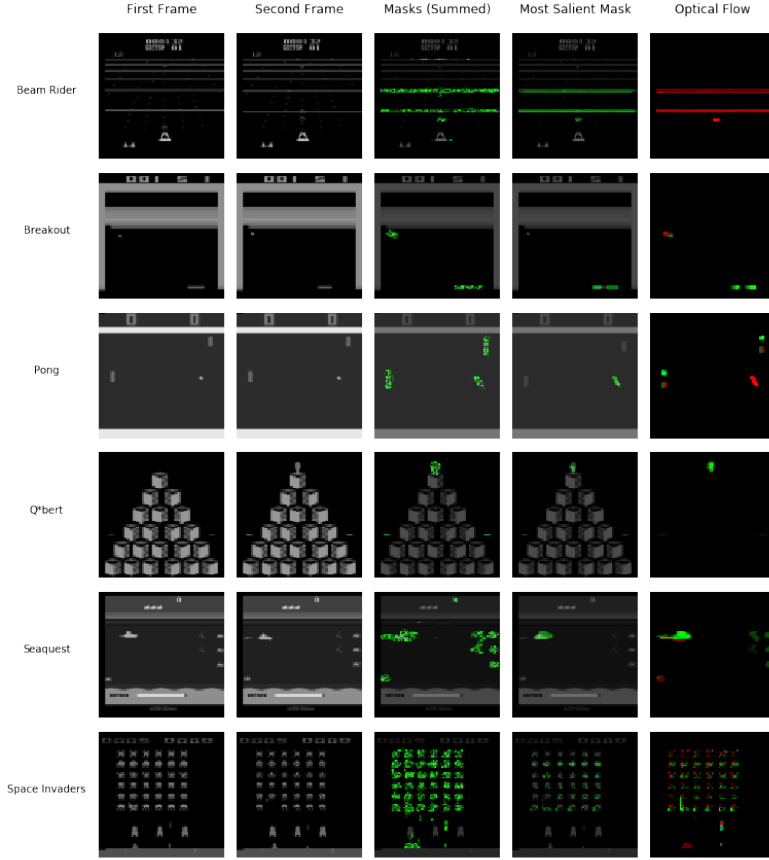 First Frame Second Frame Masks (Summed) Most Salient Mask Optical Flow
Beam Rider
Breakout
Pong
Q*bert
Seaquest
Space Invaders